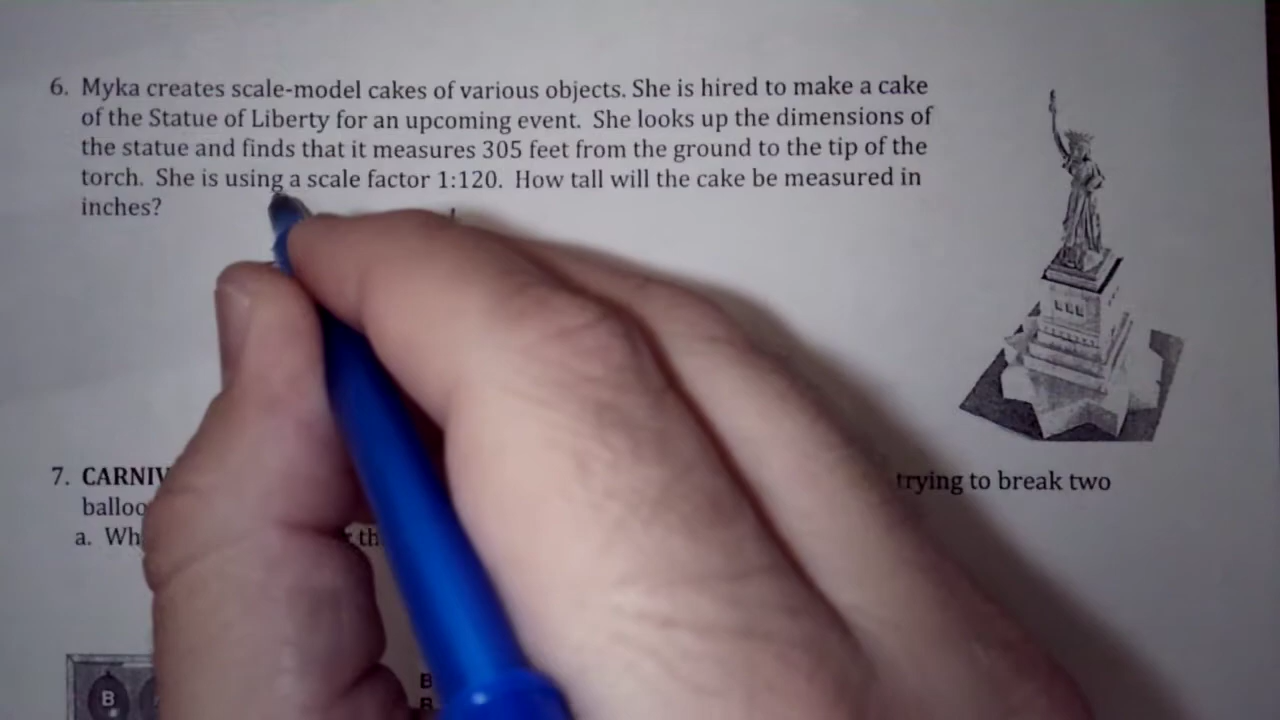 6. Myka creates scale-model cakes of various objects. She is hired to make a cake
of the Statue of Liberty for an upcoming event. She looks up the dimensions of
the statue and finds that it measures 305 feet from the ground to the tip of the
torch. She is using a scale factor 1:120. How tall will the cake be measured in
inches?
7. CARNIV trying to break two
balloo
a. Wh th
B
B
B